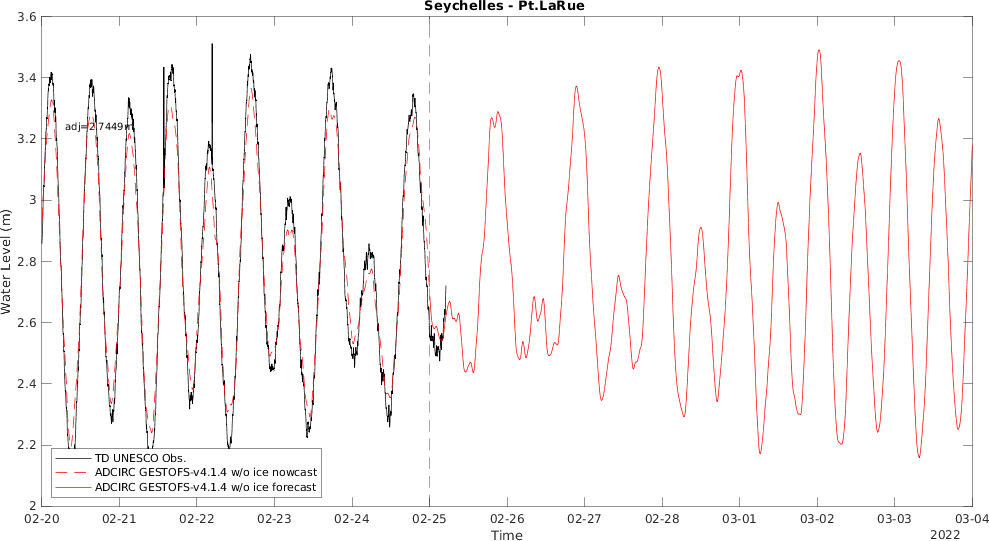 Seychelles - Pt.LaRue
3.6
3.4
3.2
3
2.8
2.6
2.4
2.2
2
Water Level (m)
adj=2.7449m
TD UNESCO Obs.
ADCIRC GESTOFS-v4.1.4 w/o ice nowcast
ADCIRC GESTOFS-v4.1.4 w/o ice forecast
02-20 02-21 02-22 02-23 02-24 02-25 02-26 02-27 02-28 03-01 03-02 03-03 03-04
Time
2022